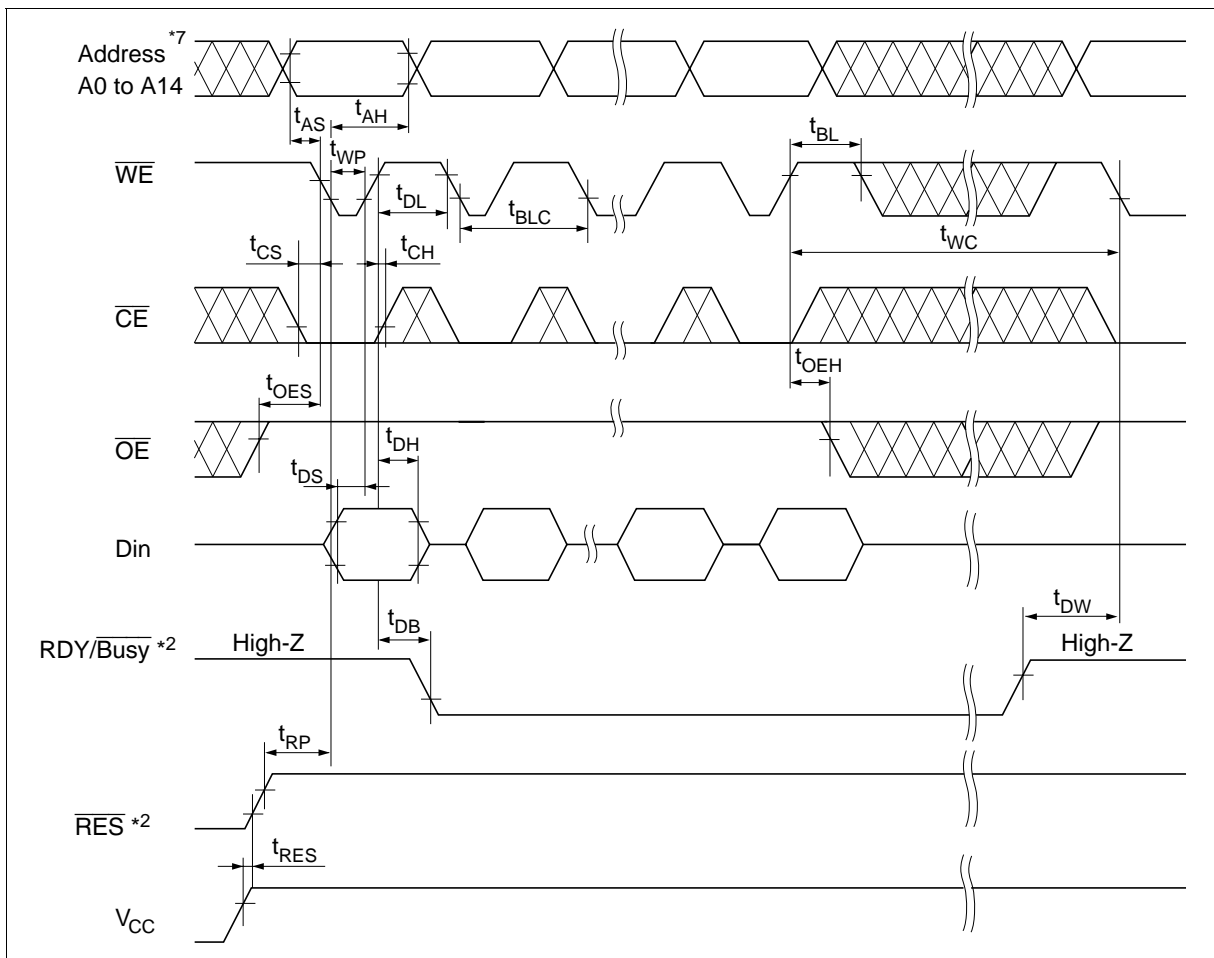 Address *7
A0 to A14
tAS
tAH
tBL
tWP
WE
tDL
tBLC
tWC
tCS
tCH
CE
tOEH
tOES
OE
tDH
tDS
Din
tDW
tDB
RDY/Busy *2
High-Z
High-Z
tRP
RES *2
tRES
VCC